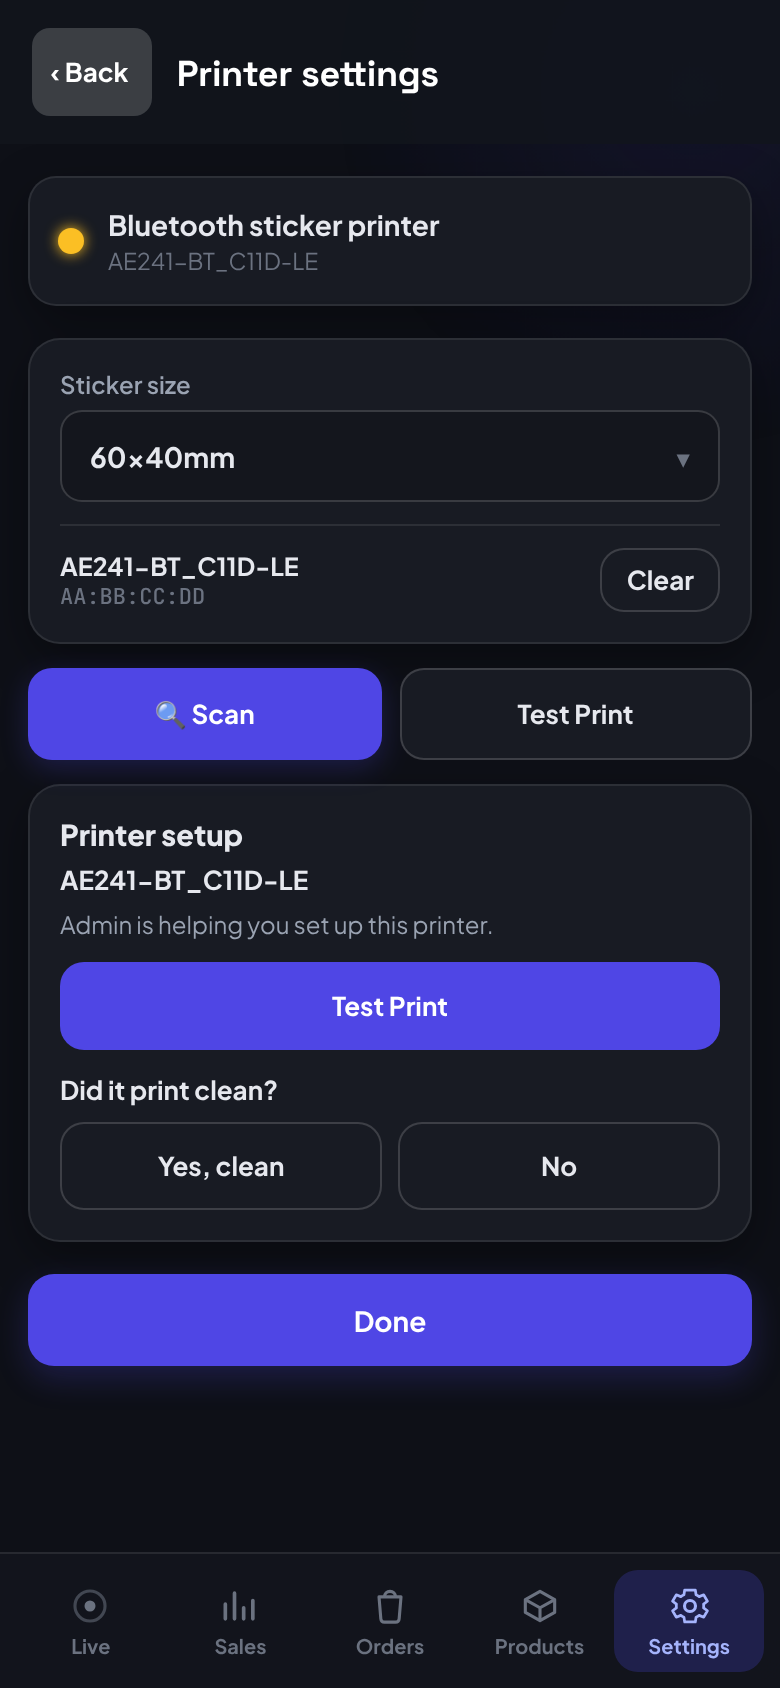 ‹ Back
Printer settings
Bluetooth sticker printer
AE241-BT_C11D-LE
Sticker size
60×40mm
AE241-BT_C11D-LE
AA:BB:CC:DD
Clear
Scan
Test Print
Printer setup
AE241-BT_C11D-LE
Admin is helping you set up this printer.
Test Print
Did it print clean?
Yes, clean
No
Done
Live
Sales
Orders
Products
Settings